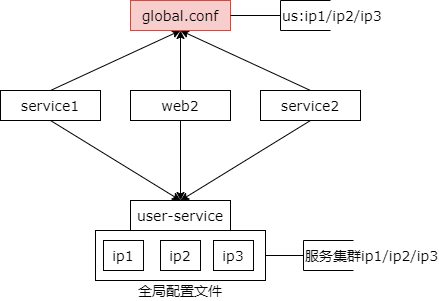 global.conf
us:ip1/ip2/ip3
service1
web2
service2
user-service
ip1
ip2
ip3
服务集群ip1/ip2/ip3
全局配置文件